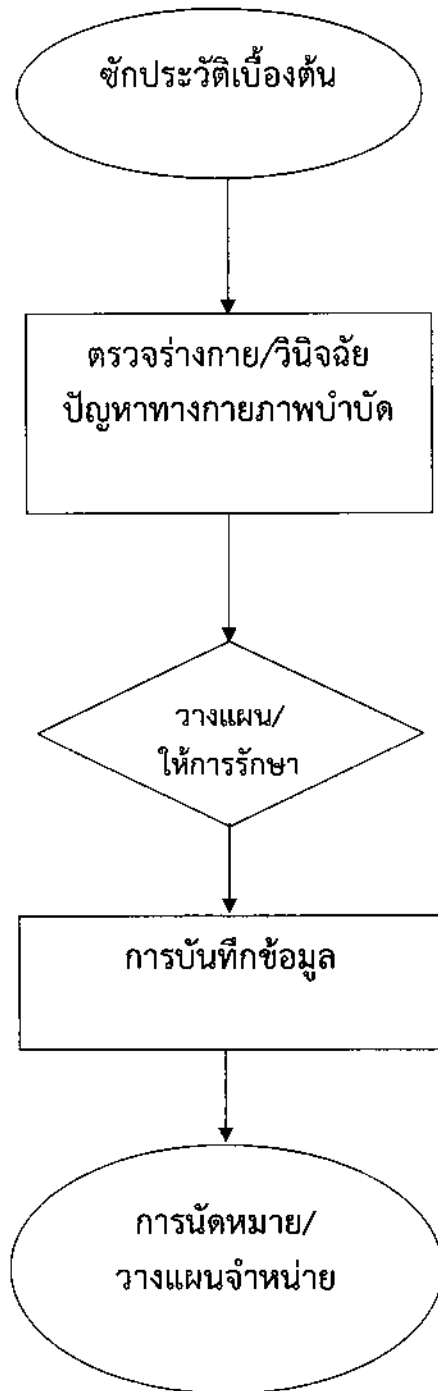 ซักประวัติเบื้องต้น
ตรวจร่างกาย/วินิจฉัย
ปัญหาทางกายภาพบำบัด
วางแผน/
ให้การรักษา
การบันทึกข้อมูล
การนัดหมาย/
วางแผนจำหน่าย